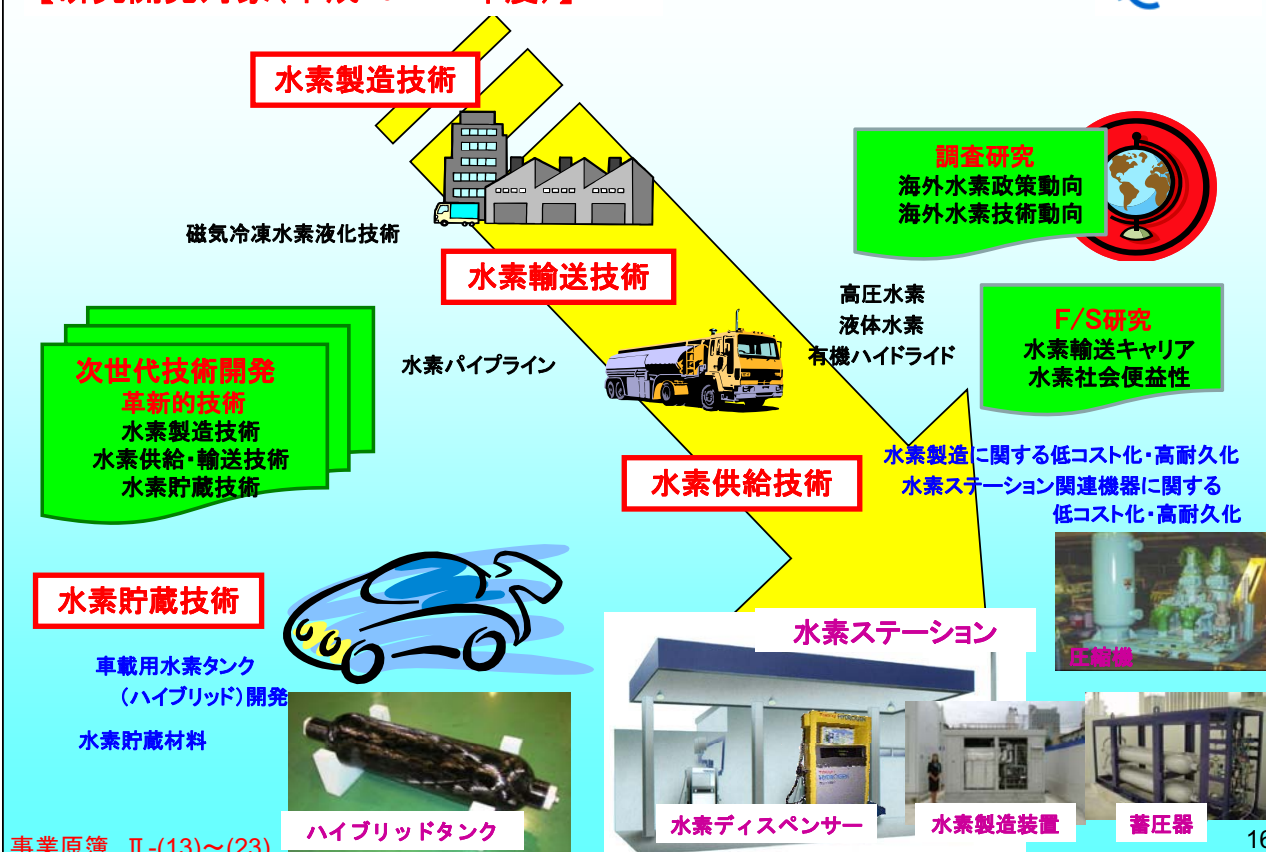 水素製造技術
調査研究
海外水素政策動向
海外水素技術動向
磁気冷凍水素液化技術
水素輸送技術
高圧水素
液体水素
有機ハイドライド
F/S研究
水素輸送キャリア
水素社会便益性
水素パイプライン
次世代技術開発
革新的技術
水素製造技術
水素供給・輸送技術
水素貯蔵技術
水素供給技術
水素製造に関する低コスト化・高耐久化
水素ステーション関連機器に関する
低コスト化・高耐久化
水素貯蔵技術
車載用水素タンク
(ハイブリッド)開発
水素貯蔵材料
水素ステーション
圧縮機
HYDROGEN
ハイブリッドタンク
水素ディスペンサー
水素製造装置
蓄圧器
事業原簿 Ⅱ-(13)~(23)
16